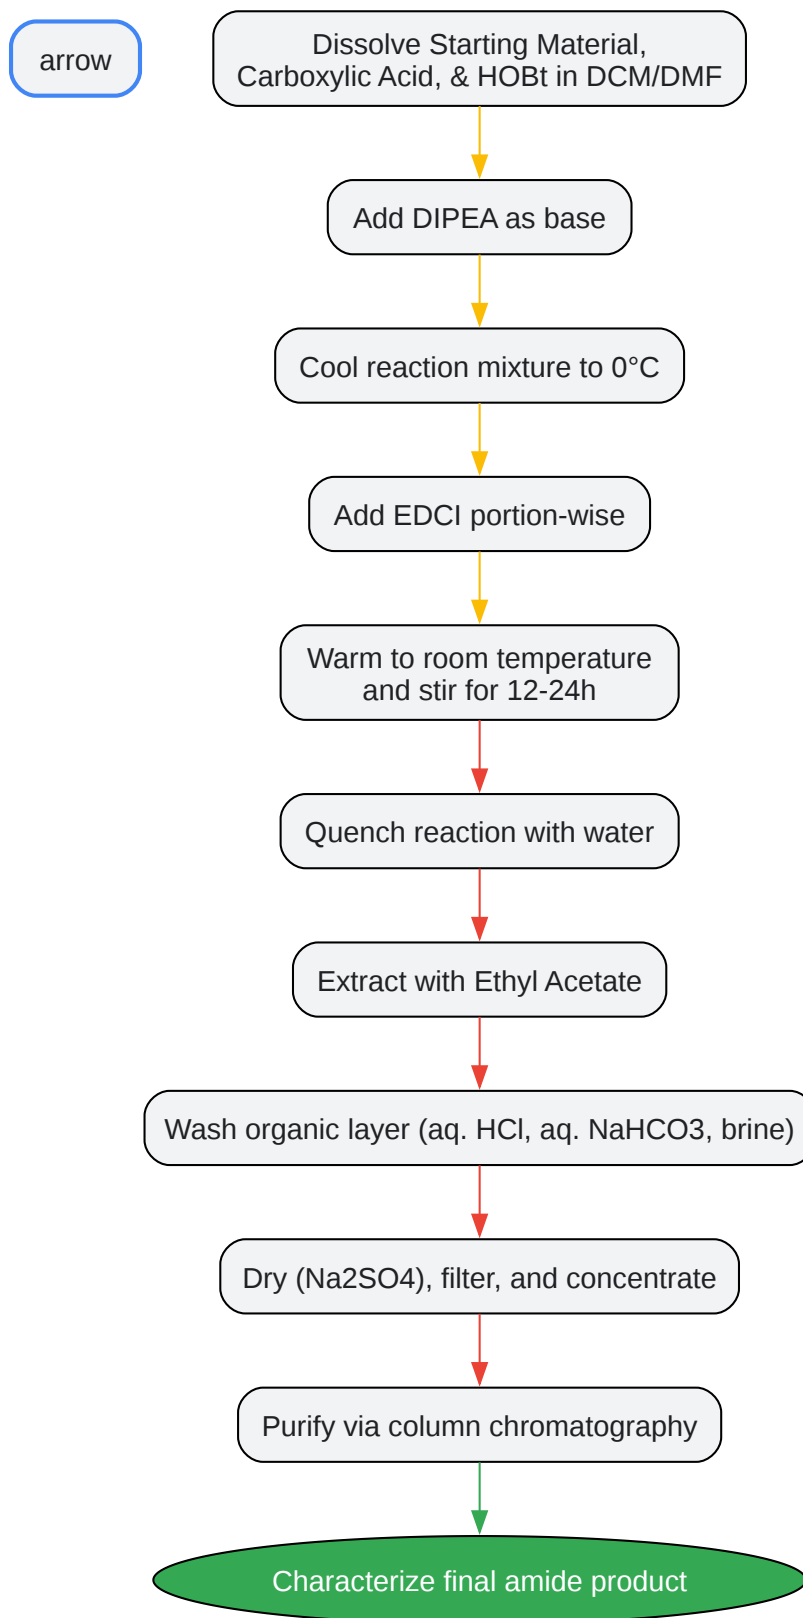 arrow
Dissolve Starting Material,
Carboxylic Acid, & HOBt in DCM/DMF
Add DIPEA as base
Cool reaction mixture to 0°C
Add EDCI portion-wise
Warm to room temperature
and stir for 12-24h
Quench reaction with water
Extract with Ethyl Acetate
Wash organic layer (aq. HCl, aq. NaHCO3, brine)
Dry (Na2SO4), filter, and concentrate
Purify via column chromatography
Characterize final amide product